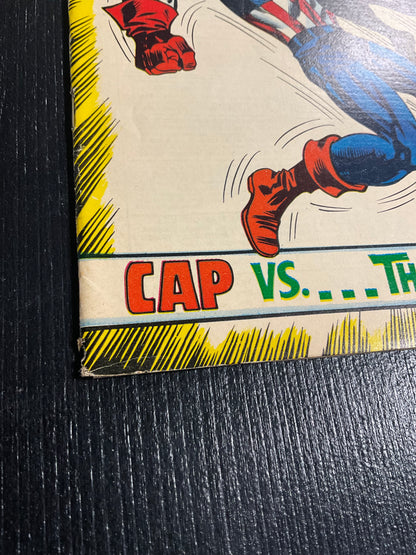 CAP VS. . . . . TH